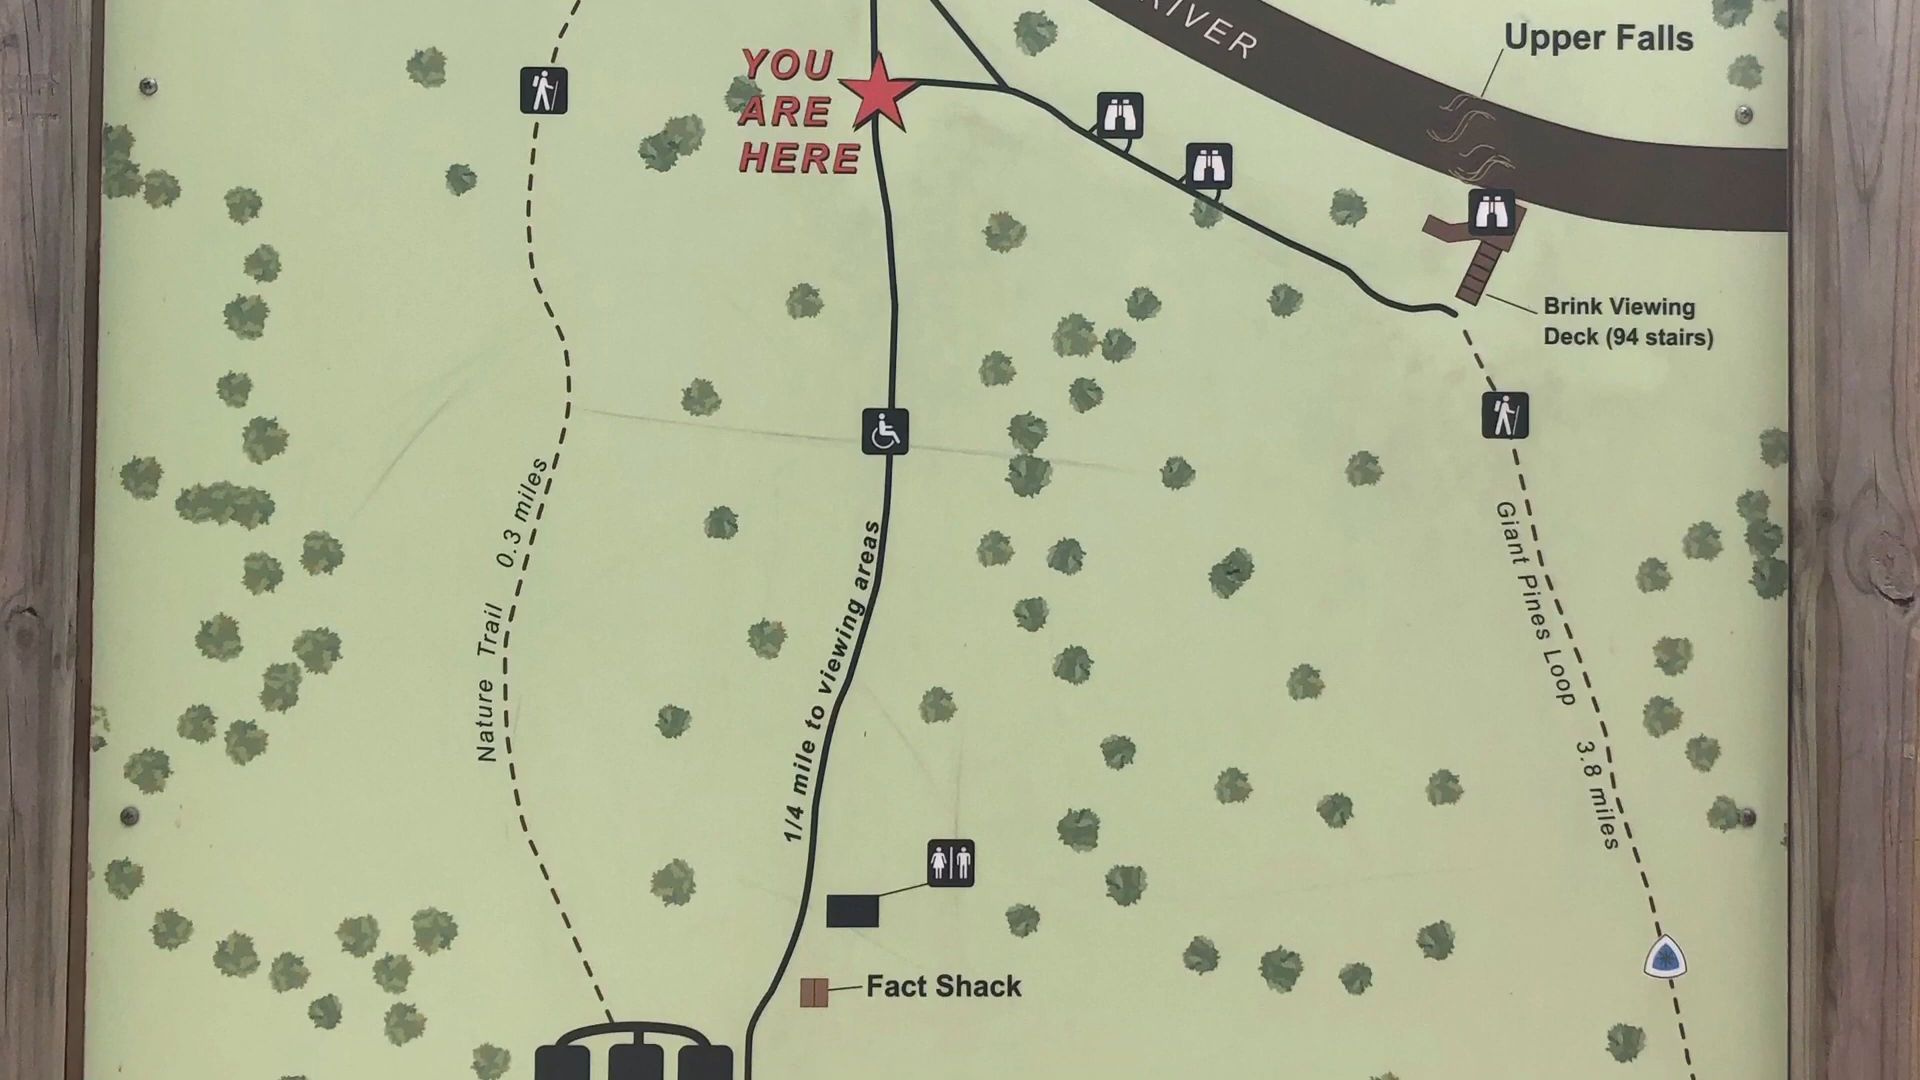 RIVER
Upper Falls
YOU
ARE
HERE
Brink Viewing
Deck (94 stairs)
Nature Trail 0.3 miles
1/4 mile to viewing areas
Giant Pines Loop 3.8 miles
Fact Shack